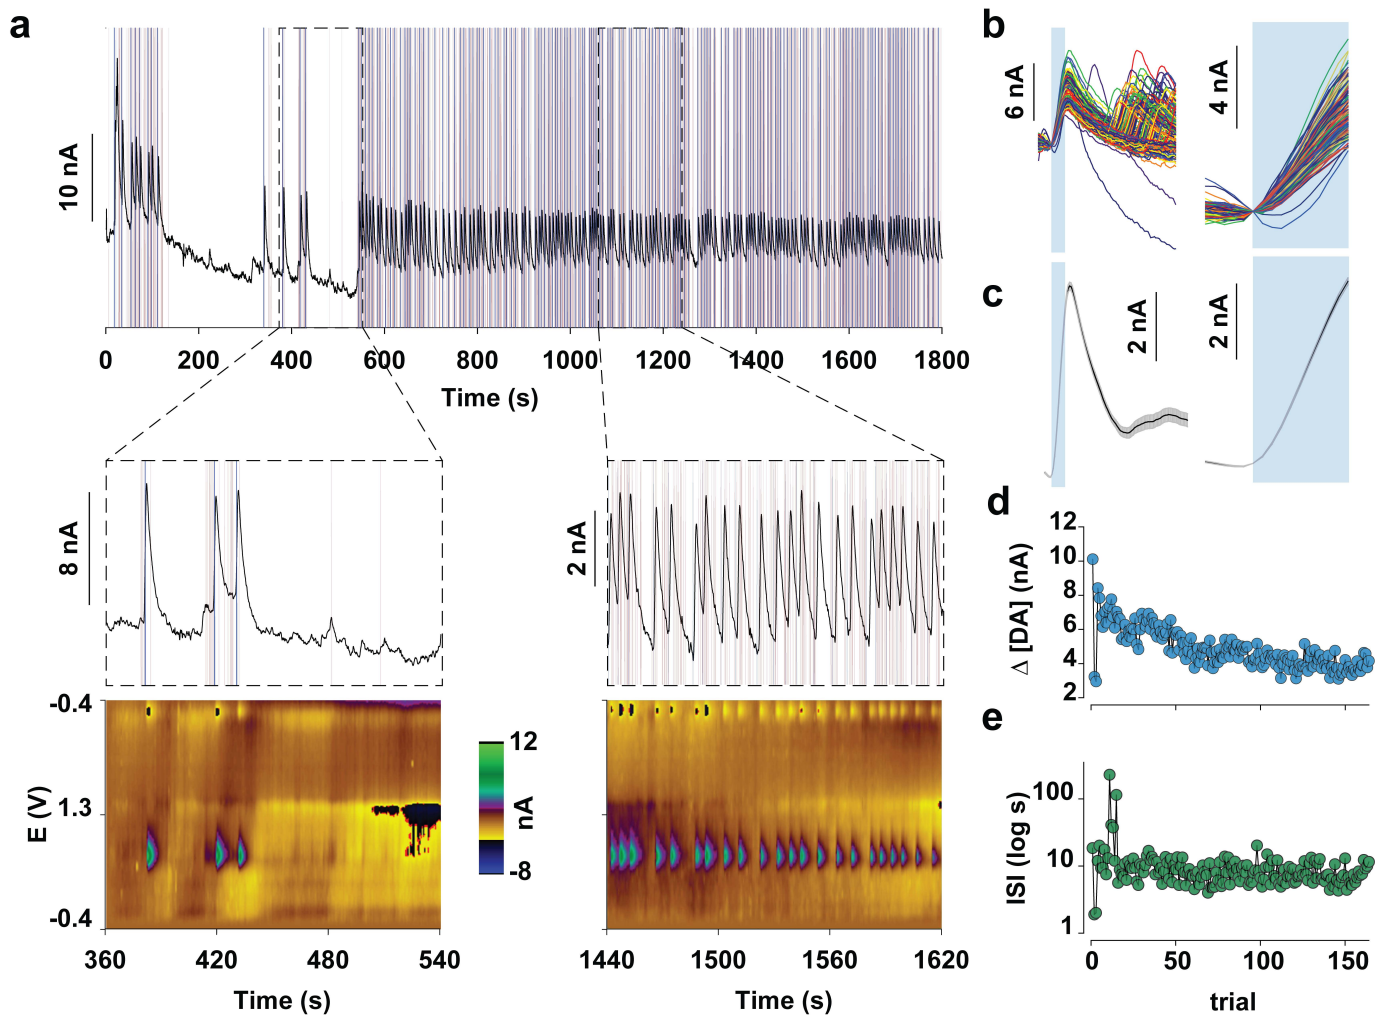 a
10 nA
0 200 400 600 800 1000 1200 1400 1600 1800
Time (s)
8 nA
2 nA
-0.4
1.3
-0.4
E (V)
12
nA
-8
360 420 480 540
Time (s)
1440 1500 1560 1620
Time (s)
b
6 nA
4 nA
c
2 nA
2 nA
d
12
10
8
6
4
2
Δ [DA] (nA)
e
100
10
1
ISI (log s)
0 50 100 150
trial